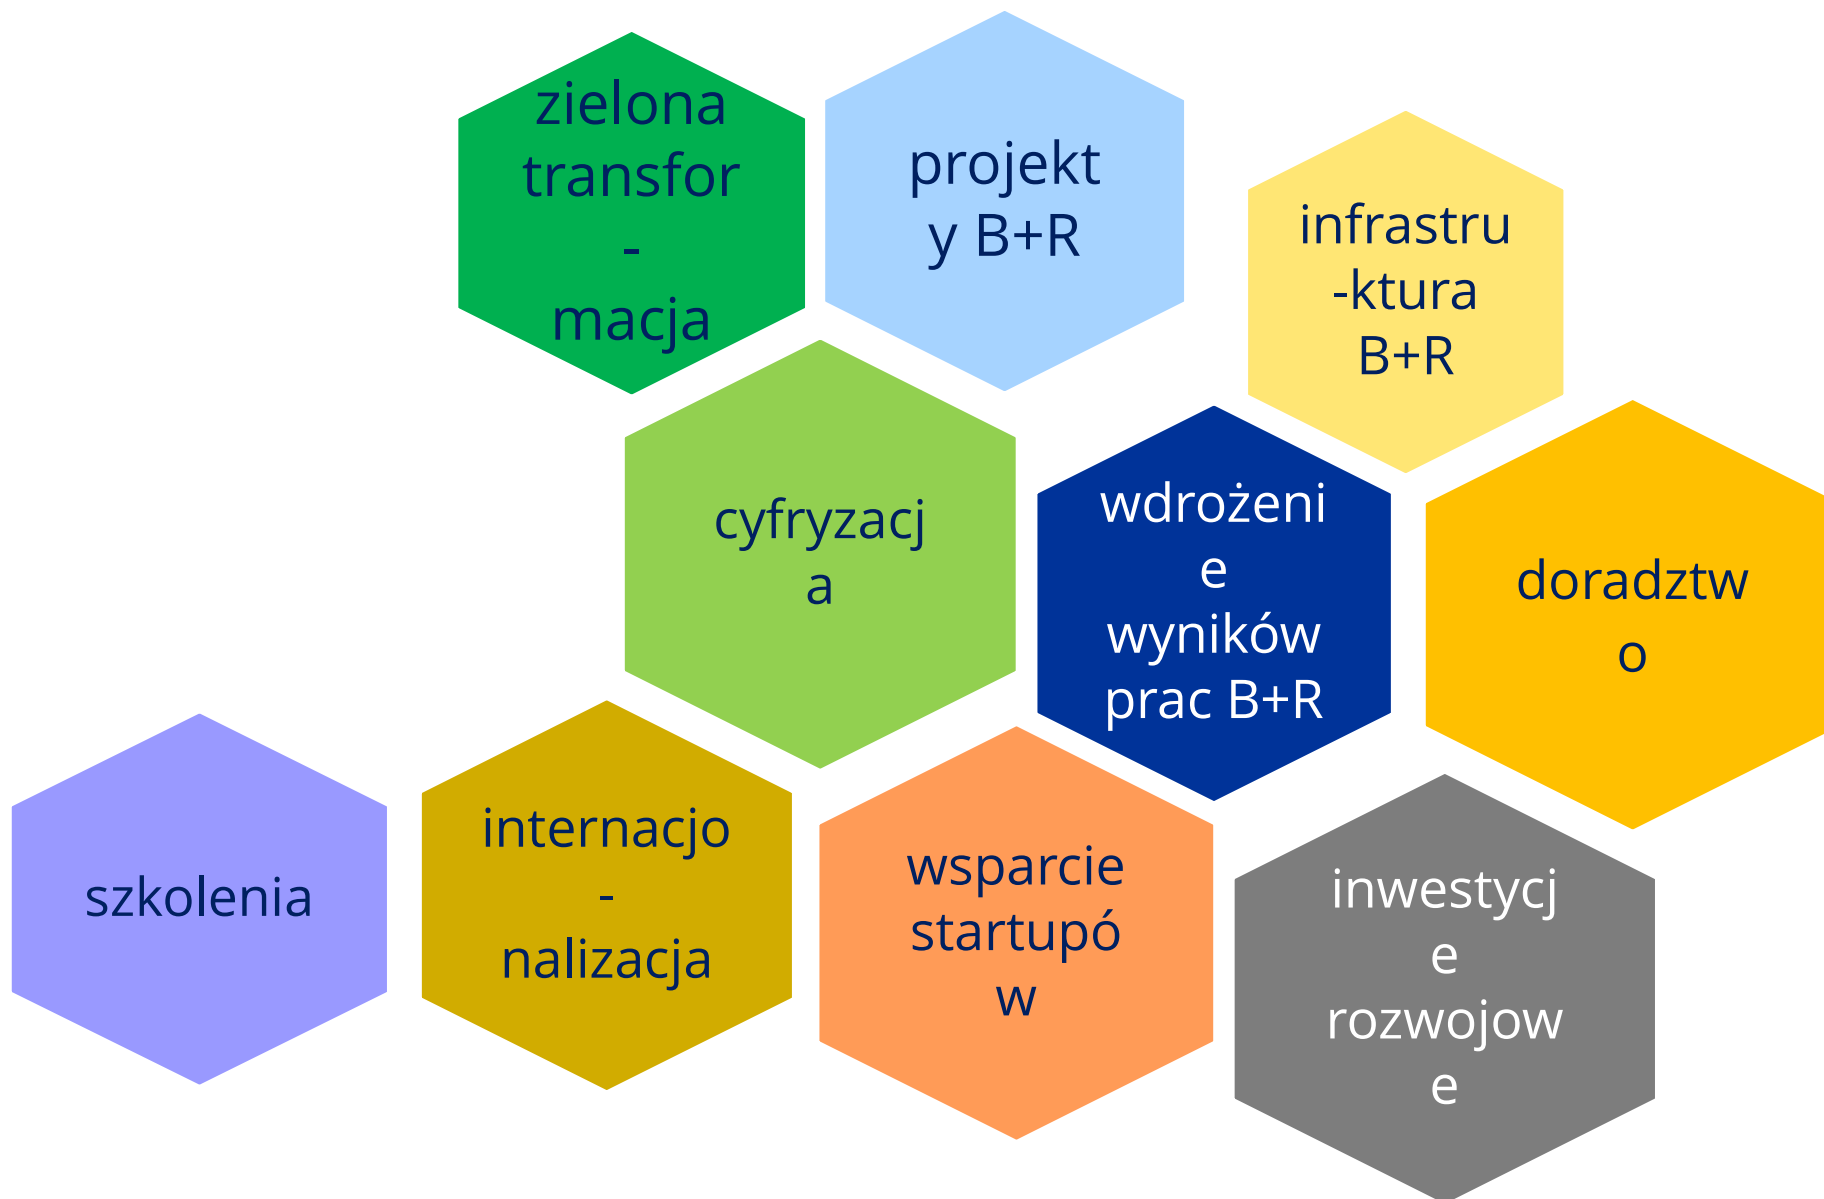 zielona
transfor
-
macja
projekt
y B+R
infrastru
-ktura
B+R
cyfryzacj
a
wdrożeni
e
wyników
prac B+R
doradztw
o
szkolenia
internacjo
-
nalizacja
wsparcie
startupó
w
inwestycj
e
rozwojow
e